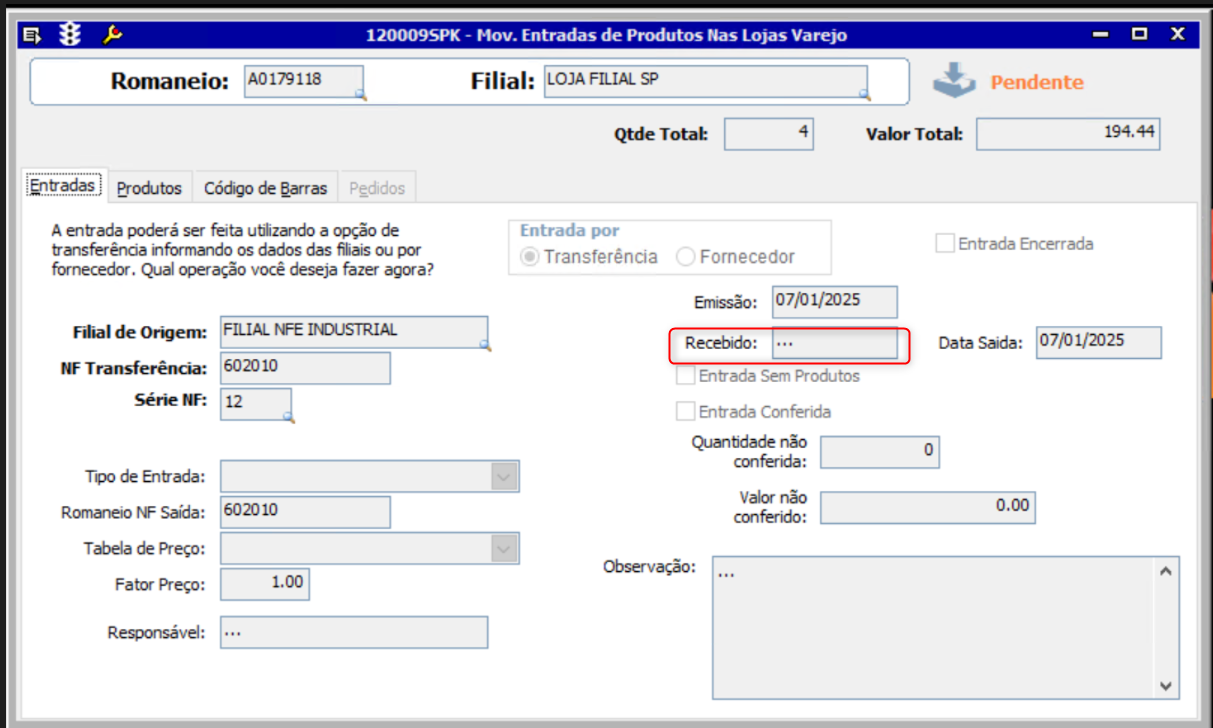 120009SPK - Mov. Entradas de Produtos Nas Lojas Varejo
Romaneio: A0179118 Filial: LOJA FILIAL SP Pendente
Qtde Total: 4 Valor Total: 194.44
Entradas Produtos Código de Barras Pedidos
A entrada poderá ser feita utilizando a opção de
transferência informando os dados das filiais ou por
fornecedor. Qual operação você deseja fazer agora?
Entrada por
Transferência Fornecedor
Entrada Encerrada
Emissão: 07/01/2025
Filial de Origem: FILIAL NFE INDUSTRIAL
Recebido: ... Data Saida: 07/01/2025
NF Transferência: 602010
Entrada Sem Produtos
Série NF: 12
Entrada Conferida
Quantidade não
conferida: 0
Tipo de Entrada:
Valor não
conferido: 0.00
Romaneio NF Saída: 602010
Tabela de Preço:
Fator Preço: 1.00
Observação: ...
Responsável: ...